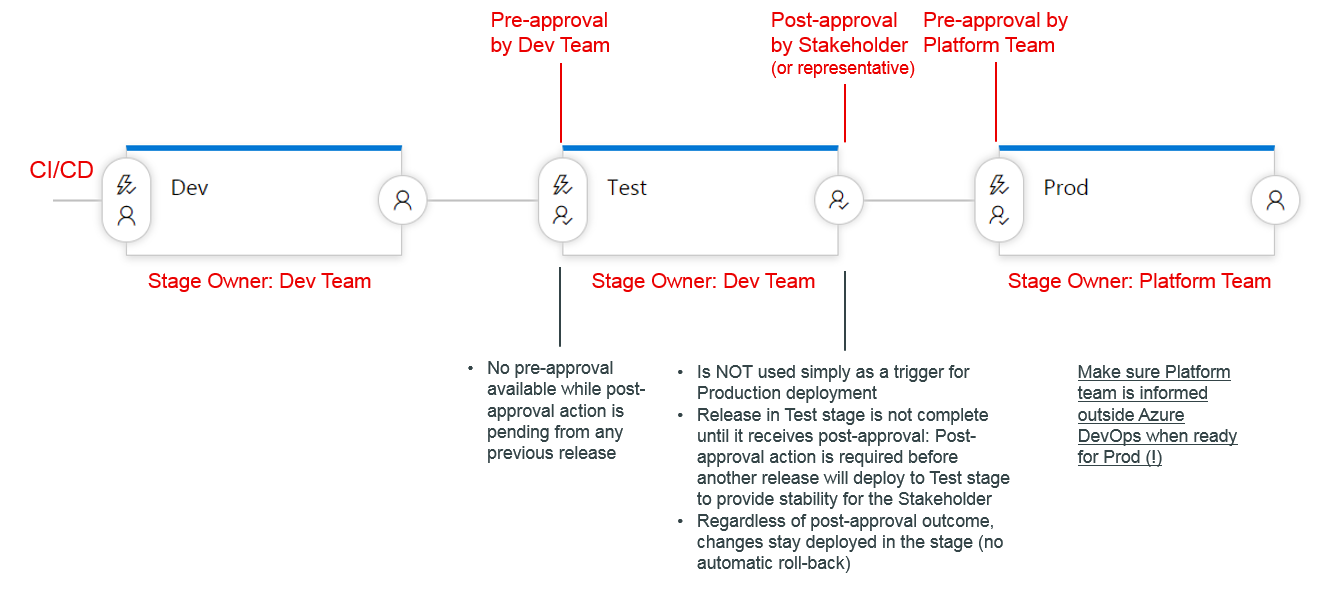 Pre-approval
by Dev Team
Post-approval
by Stakeholder
(or representative)
Pre-approval by
Platform Team
CI/CD
Dev
Test
Prod
Stage Owner: Dev Team
Stage Owner: Dev Team
Stage Owner: Platform Team
• No pre-approval
available while post-
approval action is
pending from any
previous release
• Is NOT used simply as a trigger for
Production deployment
• Release in Test stage is not complete
until it receives post-approval: Post-
approval action is required before
another release will deploy to Test stage
to provide stability for the Stakeholder
• Regardless of post-approval outcome,
changes stay deployed in the stage (no
automatic roll-back)
Make sure Platform
team is informed
outside Azure
DevOps when ready
for Prod (!)